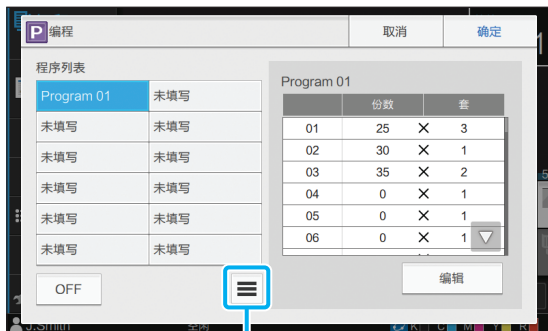 P 编程 取消 确定
程序列表
Program 01 未填写
未填写 未填写
未填写 未填写
未填写 未填写
未填写 未填写
未填写 未填写
OFF
Program 01
份数 套
01 25 × 3
02 30 × 1
03 35 × 2
04 0 × 1
05 0 × 1
06 0 × 1
编辑
J.Smith 空闲 K C M Y R